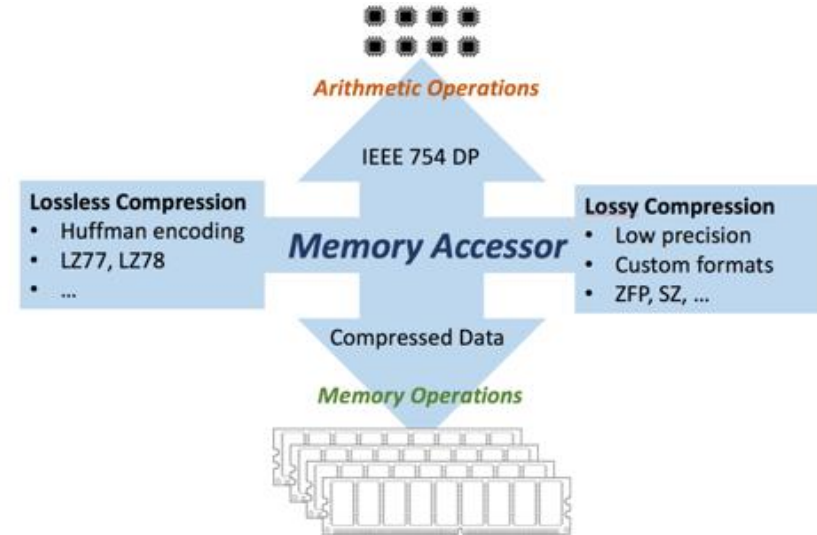 Arithmetic Operations
IEEE 754 DP
Lossless Compression
• Huffman encoding
• LZ77, LZ78
• ...
Memory Accessor
Lossy Compression
• Low precision
• Custom formats
• ZFP, SZ, ...
Compressed Data
Memory Operations